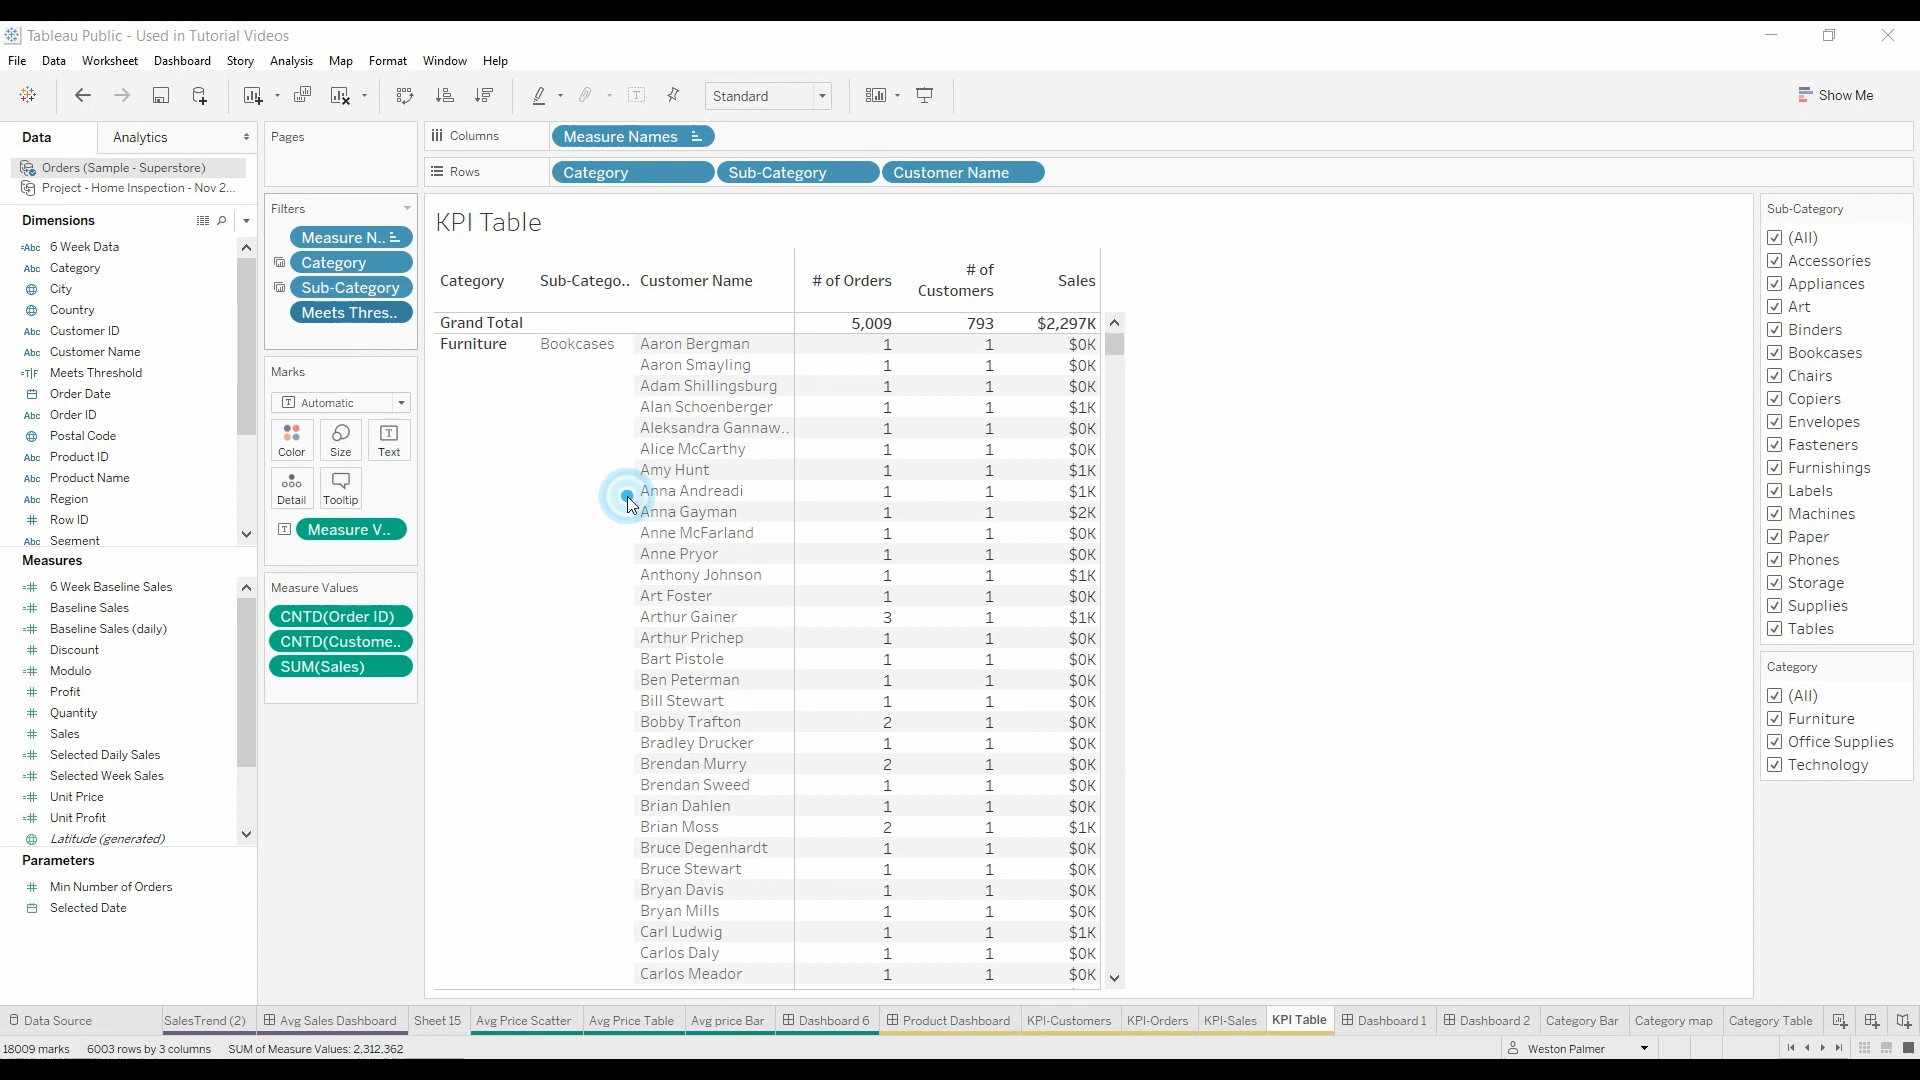 Tableau Public - Used in Tutorial Videos
File Data Worksheet Dashboard Story Analysis Map Format Window Help
Standard
Show Me
Data Analytics
Orders (Sample - Superstore)
Project - Home Inspection - Nov 2...
Dimensions
=Abc 6 Week Data
Abc Category
City
Country
Abc Customer ID
Abc Customer Name
=T|F Meets Threshold
Order Date
Abc Order ID
Postal Code
Abc Product ID
Abc Product Name
Abc Region
# Row ID
Abc Segment
Measures
=# 6 Week Baseline Sales
=# Baseline Sales
=# Baseline Sales (daily)
# Discount
=# Modulo
# Profit
# Quantity
# Sales
=# Selected Daily Sales
=# Selected Week Sales
=# Unit Price
=# Unit Profit
Latitude (generated)
Parameters
# Min Number of Orders
Selected Date
Pages
Filters
Measure N..
Category
Sub-Category
Meets Thres..
Marks
Automatic
Color Size Text
Detail Tooltip
Measure V..
Measure Values
CNTD(Order ID)
CNTD(Custome..
SUM(Sales)
Columns Measure Names
Rows Category Sub-Category Customer Name
KPI Table
Category Sub-Catego.. Customer Name # of Orders # of Customers Sales
Grand Total 5,009 793 $2,297K
Furniture Bookcases Aaron Bergman 1 1 $0K
Aaron Smayling 1 1 $0K
Adam Shillingsburg 1 1 $0K
Alan Schoenberger 1 1 $1K
Aleksandra Gannaw.. 1 1 $0K
Alice McCarthy 1 1 $0K
Amy Hunt 1 1 $1K
Anna Andreadi 1 1 $1K
Anna Gayman 1 1 $2K
Anne McFarland 1 1 $0K
Anne Pryor 1 1 $0K
Anthony Johnson 1 1 $1K
Art Foster 1 1 $0K
Arthur Gainer 3 1 $1K
Arthur Prichep 1 1 $0K
Bart Pistole 1 1 $0K
Ben Peterman 1 1 $0K
Bill Stewart 1 1 $0K
Bobby Trafton 2 1 $0K
Bradley Drucker 1 1 $0K
Brendan Murry 2 1 $0K
Brendan Sweed 1 1 $0K
Brian Dahlen 1 1 $0K
Brian Moss 2 1 $1K
Bruce Degenhardt 1 1 $0K
Bruce Stewart 1 1 $0K
Bryan Davis 1 1 $0K
Bryan Mills 1 1 $0K
Carl Ludwig 1 1 $1K
Carlos Daly 1 1 $0K
Carlos Meador 1 1 $0K
Sub-Category
(All)
Accessories
Appliances
Art
Binders
Bookcases
Chairs
Copiers
Envelopes
Fasteners
Furnishings
Labels
Machines
Paper
Phones
Storage
Supplies
Tables
Category
(All)
Furniture
Office Supplies
Technology
Data Source SalesTrend (2) Avg Sales Dashboard Sheet 15 Avg Price Scatter Avg Price Table Avg price Bar Dashboard 6 Product Dashboard KPI-Customers KPI-Orders KPI-Sales KPI Table Dashboard 1 Dashboard 2 Category Bar Category map Category Table
18009 marks 6003 rows by 3 columns SUM of Measure Values: 2,312,362 Weston Palmer